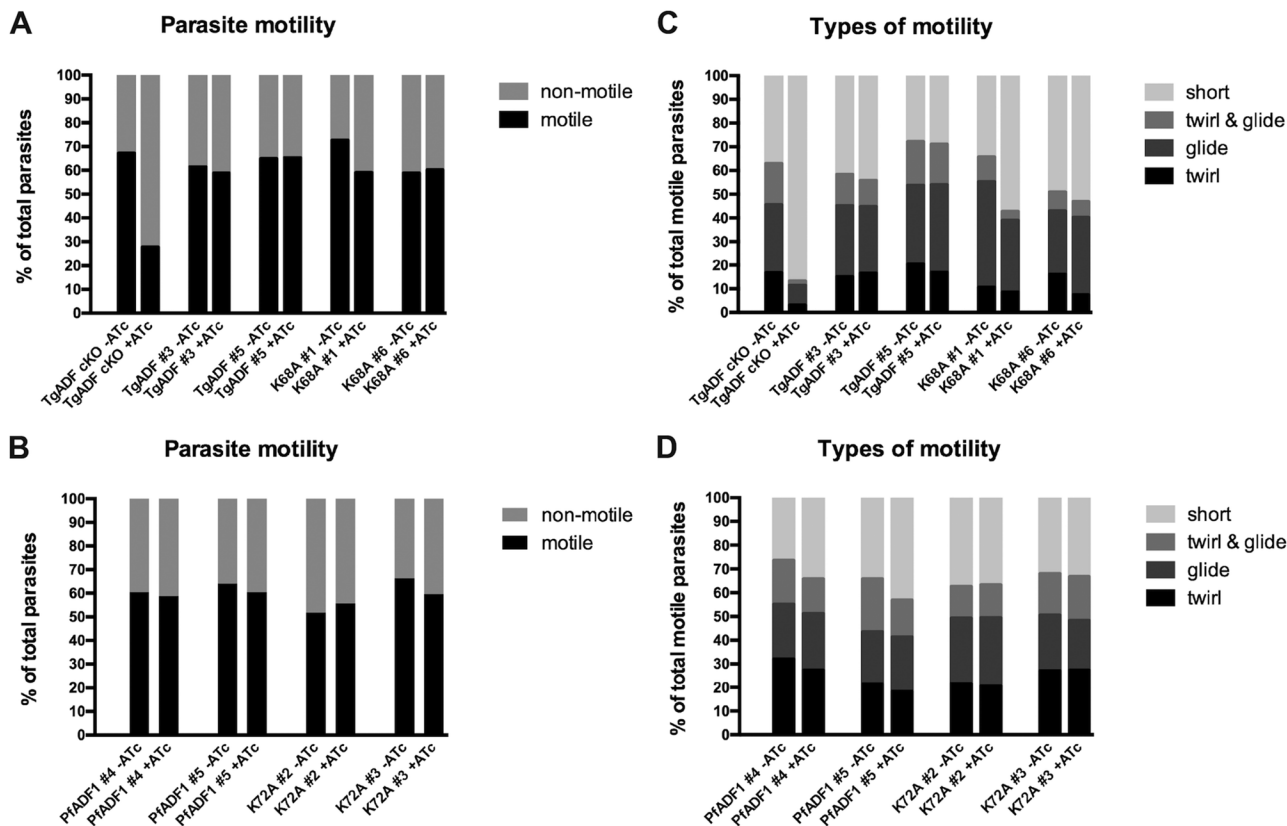 A
Parasite motility
% of total parasites
100
90
80
70
60
50
40
30
20
10
0
non-motile
motile
TgADF cKO -ATc
TgADF cKO +ATc
TgADF #3 -ATc
TgADF #3 +ATc
TgADF #5 -ATc
TgADF #5 +ATc
K68A #1 -ATc
K68A #1 +ATc
K68A #6 -ATc
K68A #6 +ATc
C
Types of motility
% of total motile parasites
100
90
80
70
60
50
40
30
20
10
0
short
twirl & glide
glide
twirl
TgADF cKO -ATc
TgADF cKO +ATc
TgADF #3 -ATc
TgADF #3 +ATc
TgADF #5 -ATc
TgADF #5 +ATc
K68A #1 -ATc
K68A #1 +ATc
K68A #6 -ATc
K68A #6 +ATc
B
Parasite motility
% of total parasites
100
90
80
70
60
50
40
30
20
10
0
non-motile
motile
PfADF1 #4 -ATc
PfADF1 #4 +ATc
PfADF1 #5 -ATc
PfADF1 #5 +ATc
K72A #2 -ATc
K72A #2 +ATc
K72A #3 -ATc
K72A #3 +ATc
D
Types of motility
% of total motile parasites
100
90
80
70
60
50
40
30
20
10
0
short
twirl & glide
glide
twirl
PfADF1 #4 -ATc
PfADF1 #4 +ATc
PfADF1 #5 -ATc
PfADF1 #5 +ATc
K72A #2 -ATc
K72A #2 +ATc
K72A #3 -ATc
K72A #3 +ATc